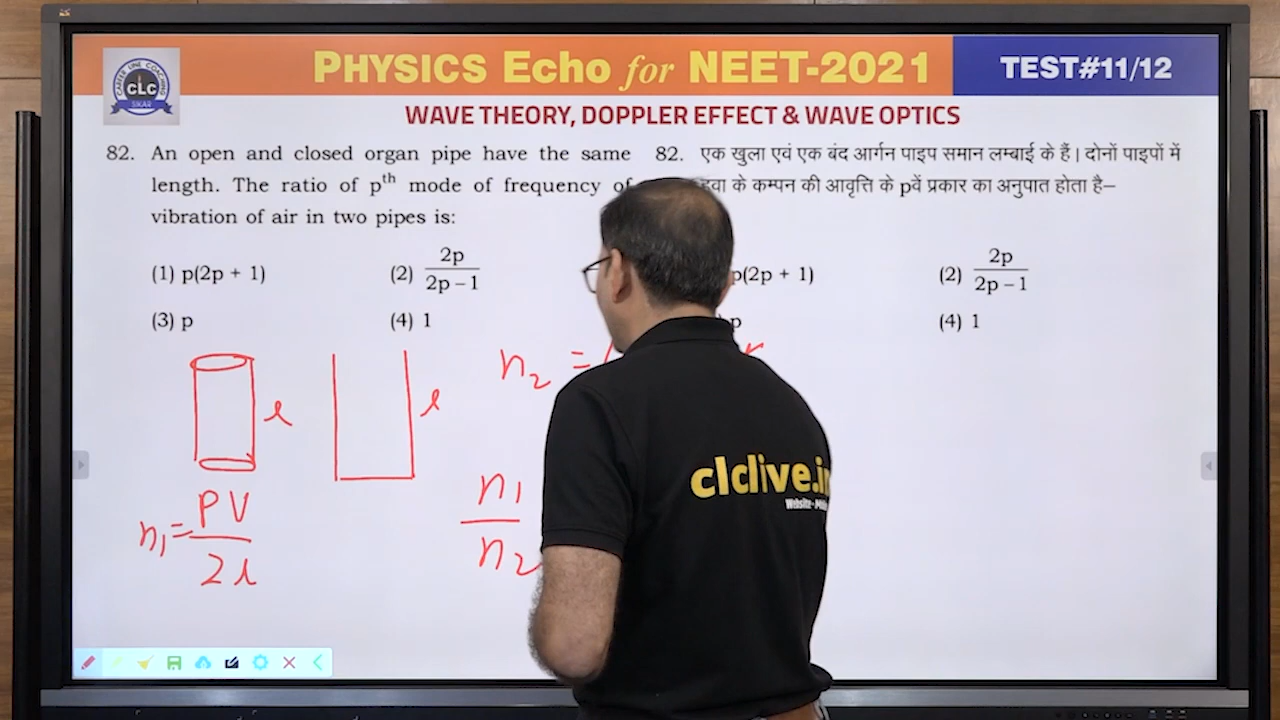 PHYSICS Echo for NEET-2021
TEST#11/12
CAREER LINE COACHING
CLC
SIKAR
WAVE THEORY, DOPPLER EFFECT & WAVE OPTICS
82. An open and closed organ pipe have the same
length. The ratio of pth mode of frequency of
vibration of air in two pipes is:
(1) p(2p + 1)
(2) 2p
2p – 1
(3) p
(4) 1
82. एक खुला एवं एक बंद आर्गन पाइप समान लम्बाई के हैं। दोनों पाइपों में
हवा के कम्पन की आवृत्ति के pवें प्रकार का अनुपात होता है–
p(2p + 1)
(2) 2p
2p – 1
p
(4) 1
l
l
n1 = PV
2l
n2 =
n1
n2
clclive.in
Website